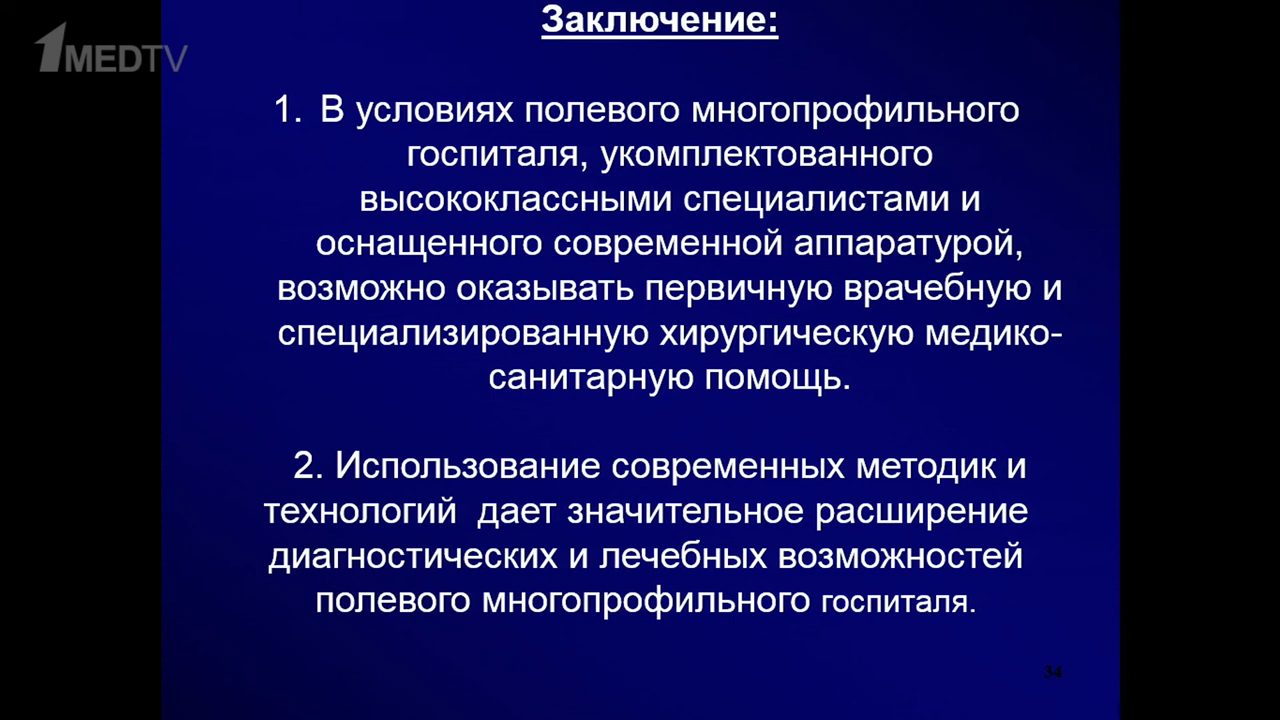 Заключение:
1MEDTV
1. В условиях полевого многопрофильного
госпиталя, укомплектованного
высококлассными специалистами и
оснащенного современной аппаратурой,
возможно оказывать первичную врачебную и
специализированную хирургическую медико-
санитарную помощь.
2. Использование современных методик и
технологий  дает значительное расширение
диагностических и лечебных возможностей
полевого многопрофильного госпиталя.
34